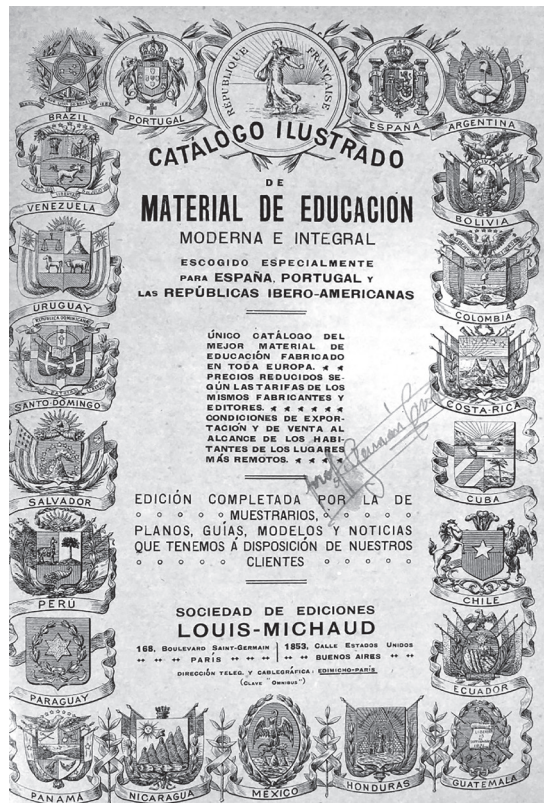 REPUBLIQUE FRANÇAISE
BRAZIL
PORTUGAL
ESPAÑA
ARGENTINA
CATÁLOGO ILUSTRADO
DE
MATERIAL DE EDUCACIÓN
MODERNA E INTEGRAL
ESCOGIDO ESPECIALMENTE
PARA ESPAÑA, PORTUGAL Y
LAS REPÚBLICAS IBERO-AMERICANAS
VENEZUELA
URUGUAY
REPUBLICA DOMINICANA
SANTO-DOMINGO
SALVADOR
PERÚ
PARAGUAY
BOLIVIA
COLOMBIA
COSTA-RICA
CUBA
CHILE
ECUADOR
ÚNICO CATÁLOGO DEL
MEJOR MATERIAL DE
EDUCACIÓN FABRICADO
EN TODA EUROPA.
PRECIOS REDUCIDOS SE-
GÚN LAS TARIFAS DE LOS
MISMOS FABRICANTES Y
EDITORES.
CONDICIONES DE EXPOR-
TACIÓN Y DE VENTA AL
ALCANCE DE LOS HABI-
TANTES DE LOS LUGARES
MÁS REMOTOS.
EDICIÓN COMPLETADA POR LA DE
MUESTRARIOS,
PLANOS, GUÍAS, MODELOS Y NOTICIAS
QUE TENEMOS Á DISPOSICIÓN DE NUESTROS
CLIENTES
SOCIEDAD DE EDICIONES
LOUIS-MICHAUD
168, BOULEVARD SAINT-GERMAIN
PARIS
1853, CALLE ESTADOS UNIDOS
BUENOS AIRES
DIRECCIÓN TELEG. Y CABLEGRÁFICA: EDIMICHO-PARIS
(CLAVE "OMNIBUS")
PANAMÁ
NICARAGUA
MÉXICO
HONDURAS
GUATEMALA